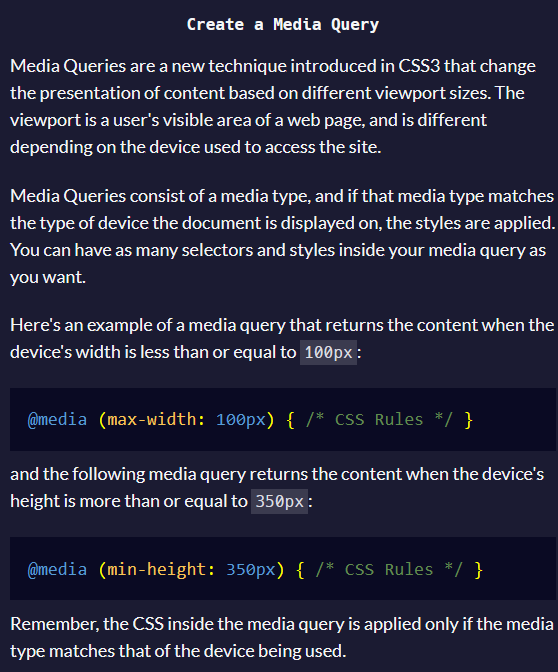 Create a Media Query
Media Queries are a new technique introduced in CSS3 that change
the presentation of content based on different viewport sizes. The
viewport is a user's visible area of a web page, and is different
depending on the device used to access the site.
Media Queries consist of a media type, and if that media type matches
the type of device the document is displayed on, the styles are applied.
You can have as many selectors and styles inside your media query as
you want.
Here's an example of a media query that returns the content when the
device's width is less than or equal to 100px:
@media (max-width: 100px) { /* CSS Rules */ }
and the following media query returns the content when the device's
height is more than or equal to 350px:
@media (min-height: 350px) { /* CSS Rules */ }
Remember, the CSS inside the media query is applied only if the media
type matches that of the device being used.